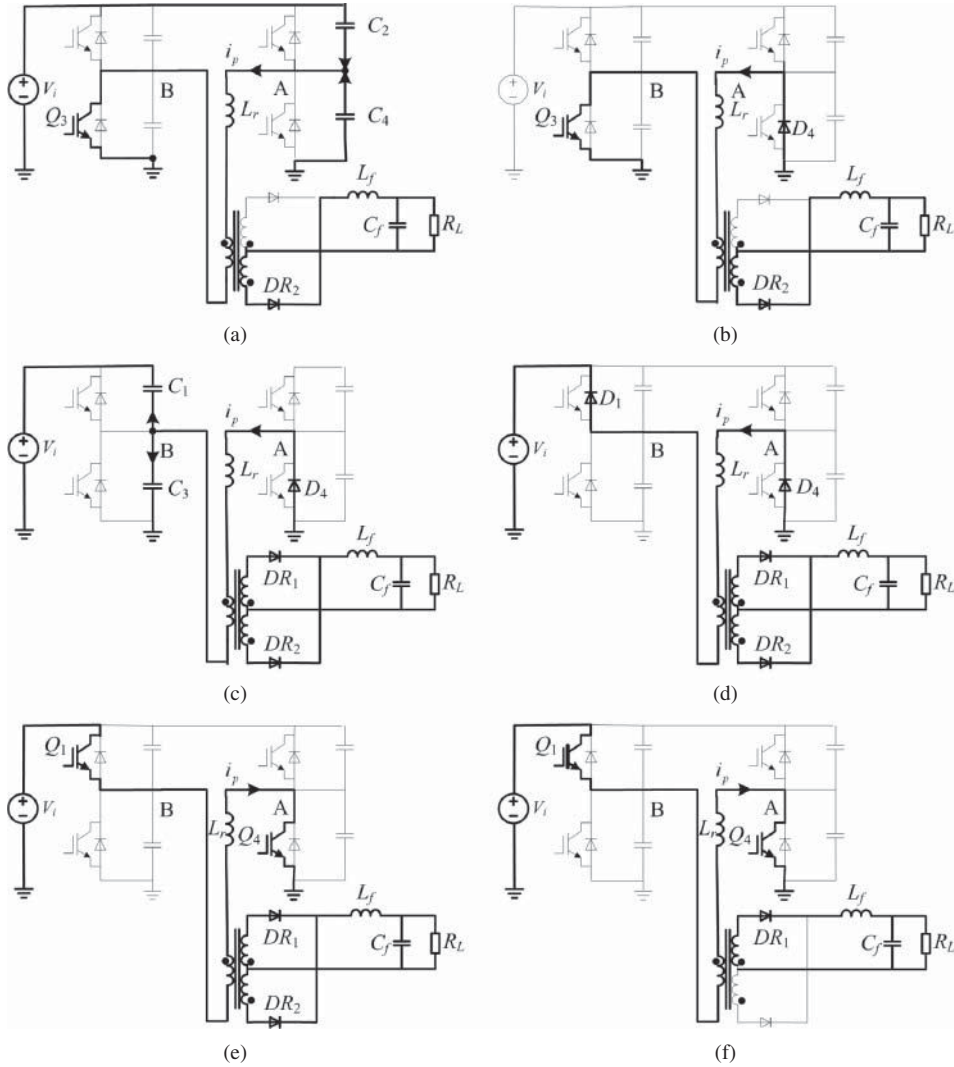 C2
ip
Vi
B
A
Q3
Lr
C4
Lf
Cf
RL
DR2
(a)
ip
Vi
B
A
Q3
Lr
D4
Lf
Cf
RL
DR2
(b)
C1
ip
Vi
B
A
Lr
C3
D4
Lf
DR1
Cf
RL
DR2
(c)
D1
ip
Vi
B
A
Lr
D4
Lf
DR1
Cf
RL
DR2
(d)
Q1
ip
Vi
B
A
Lr
Q4
Lf
DR1
Cf
RL
DR2
(e)
Q1
ip
Vi
B
A
Lr
Q4
Lf
DR1
Cf
RL
(f)